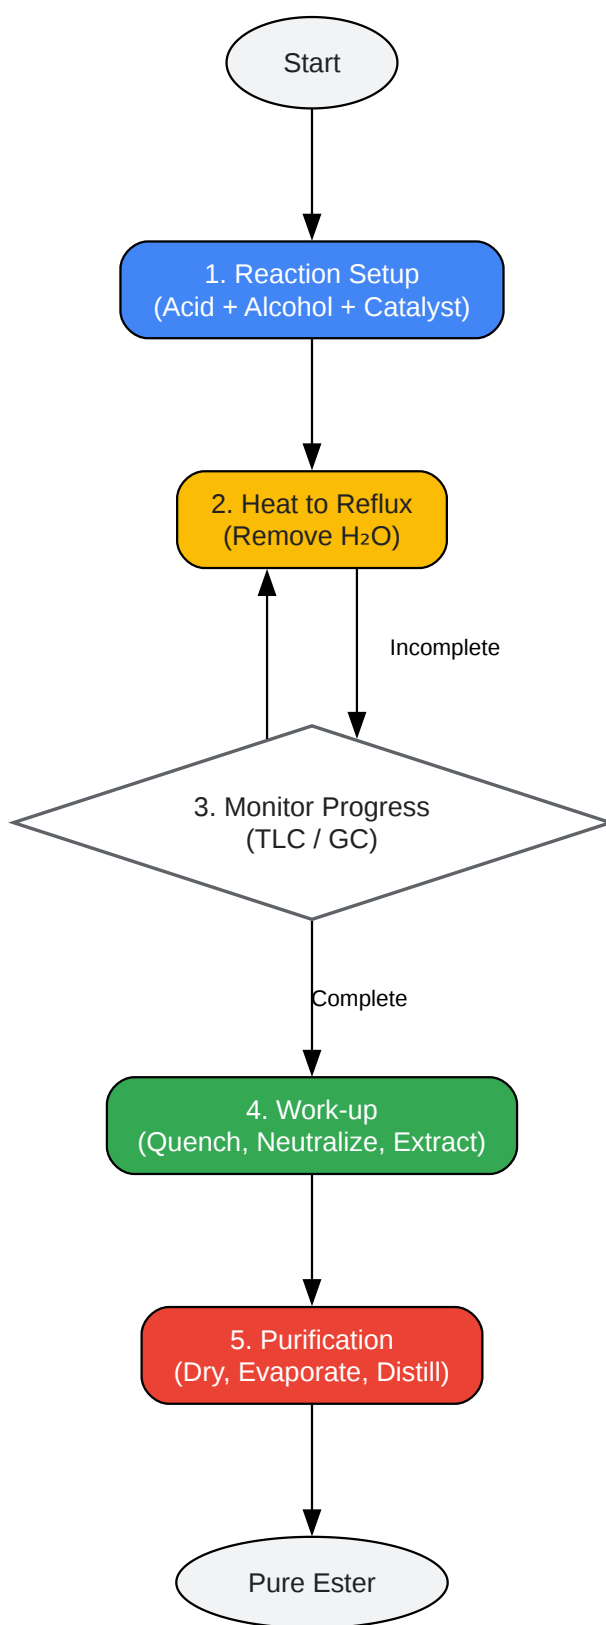 Start
1. Reaction Setup
(Acid + Alcohol + Catalyst)
2. Heat to Reflux
(Remove H₂O)
Incomplete
3. Monitor Progress
(TLC / GC)
Complete
4. Work-up
(Quench, Neutralize, Extract)
5. Purification
(Dry, Evaporate, Distill)
Pure Ester